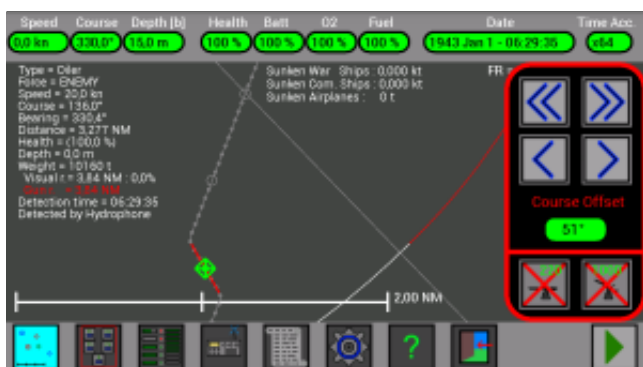 Speed Course Depth [b] Health Batt O2 Fuel Date Time Acc.
0,0 kn 330,0° 15,0 m 100 % 100 % 100 % 100 % 1943 Jan 1 - 06:29:35 x64
Type = Oiler
Force = ENEMY
Speed = 20,0 kn
Course = 136,0°
Bearing = 330,4°
Distance = 3,277 NM
Health = (100,0 %)
Depth = 0,0 m
Weight = 10160 t
Visual r.= 3,84 NM : 0,0%
Detection time = 06:29:35
Detected by Hydrophone
Sunken War Ships : 0,000 kt
Sunken Com. Ships : 0,000 kt
Sunken Airplanes : 0 t
FR =
Course Offset
51°
2,00 NM
?